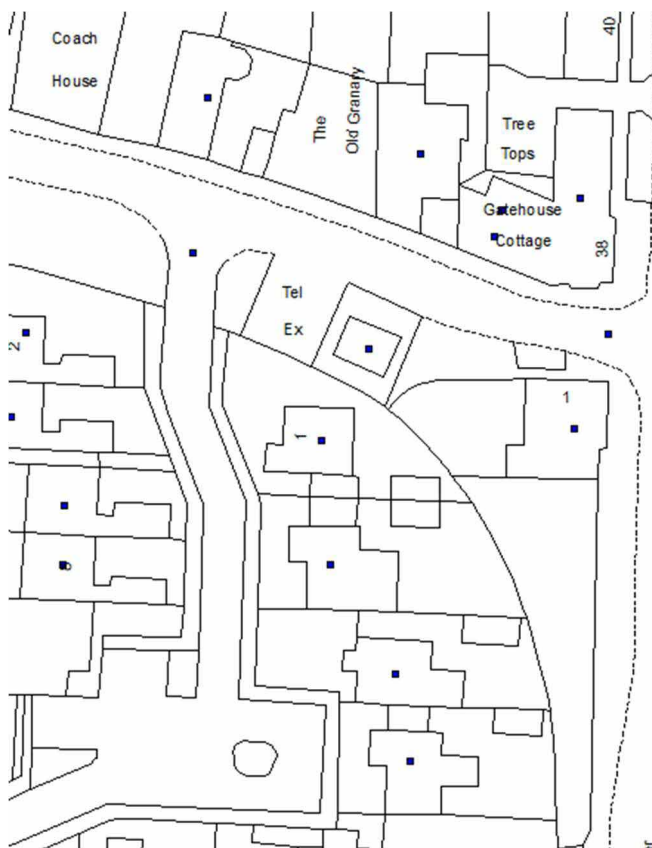 Coach
House
The
Old Granary
40
Tree
Tops
Gatehouse
Cottage
38
Tel
Ex
2
1
1